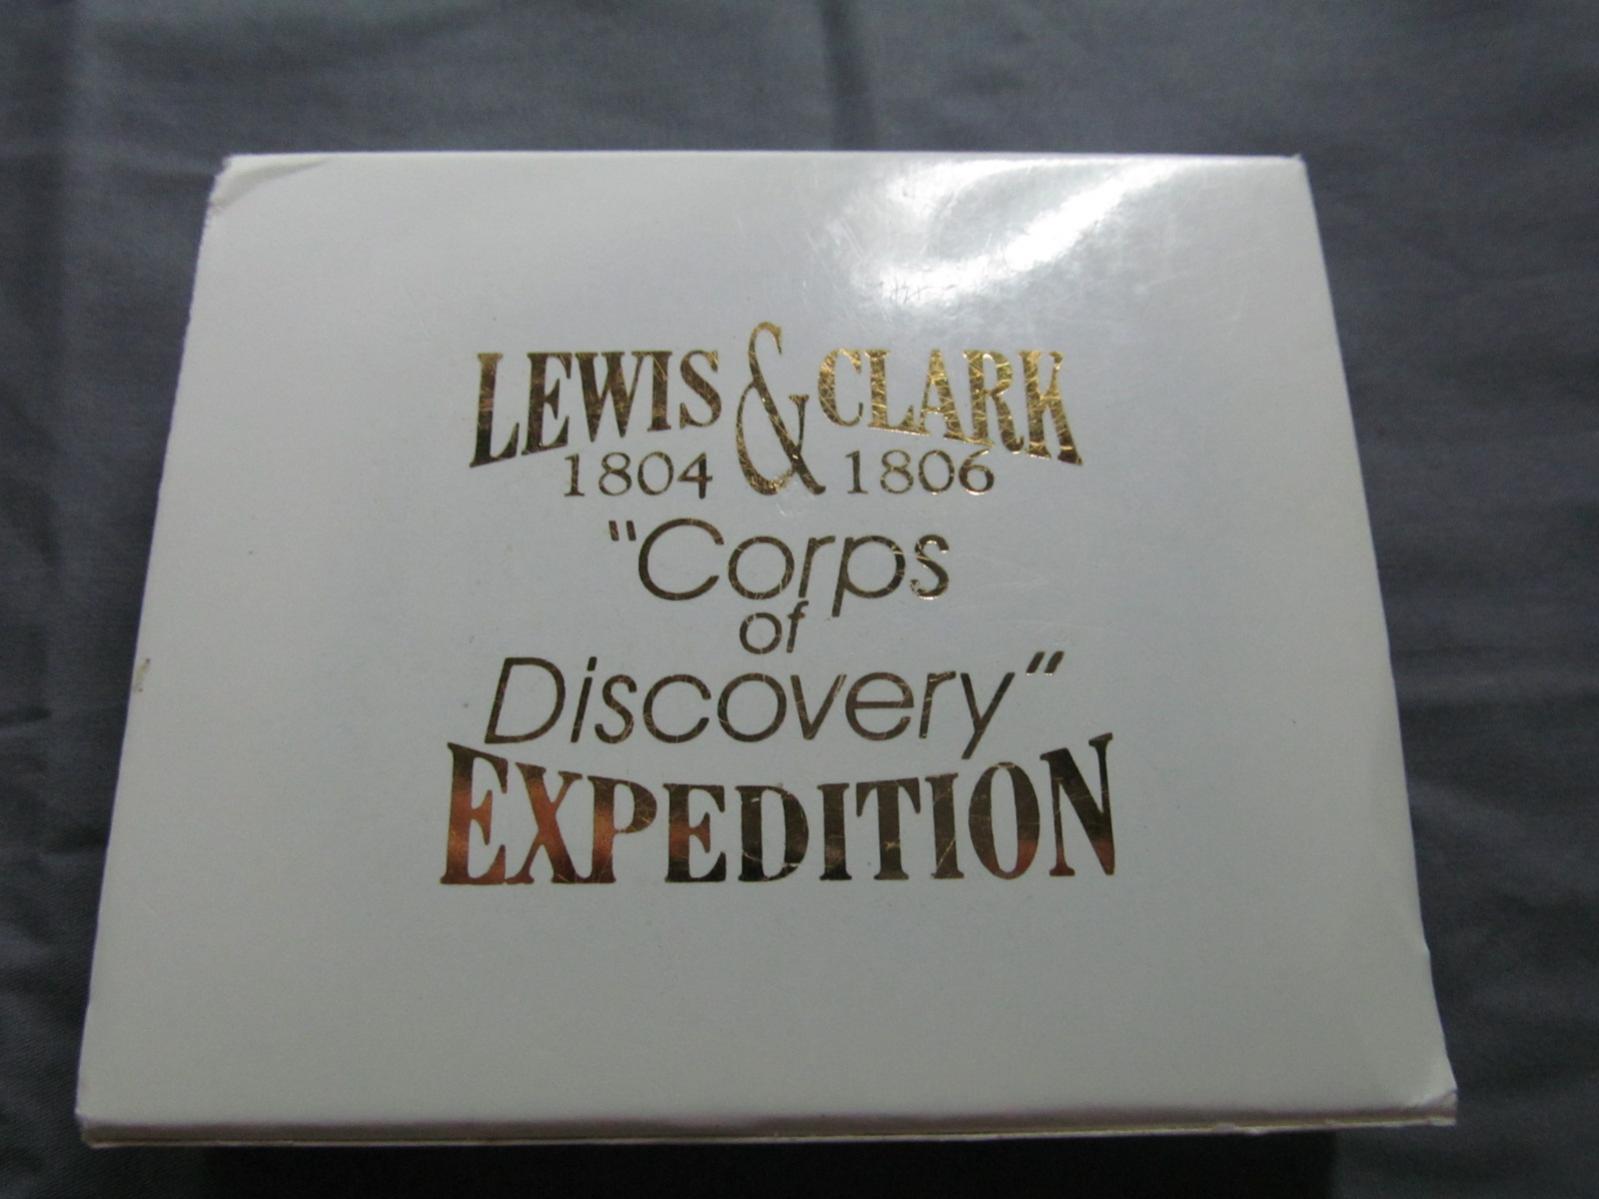 LEWIS & CLARK
1804 1806
"Corps
of
Discovery"
EXPEDITION